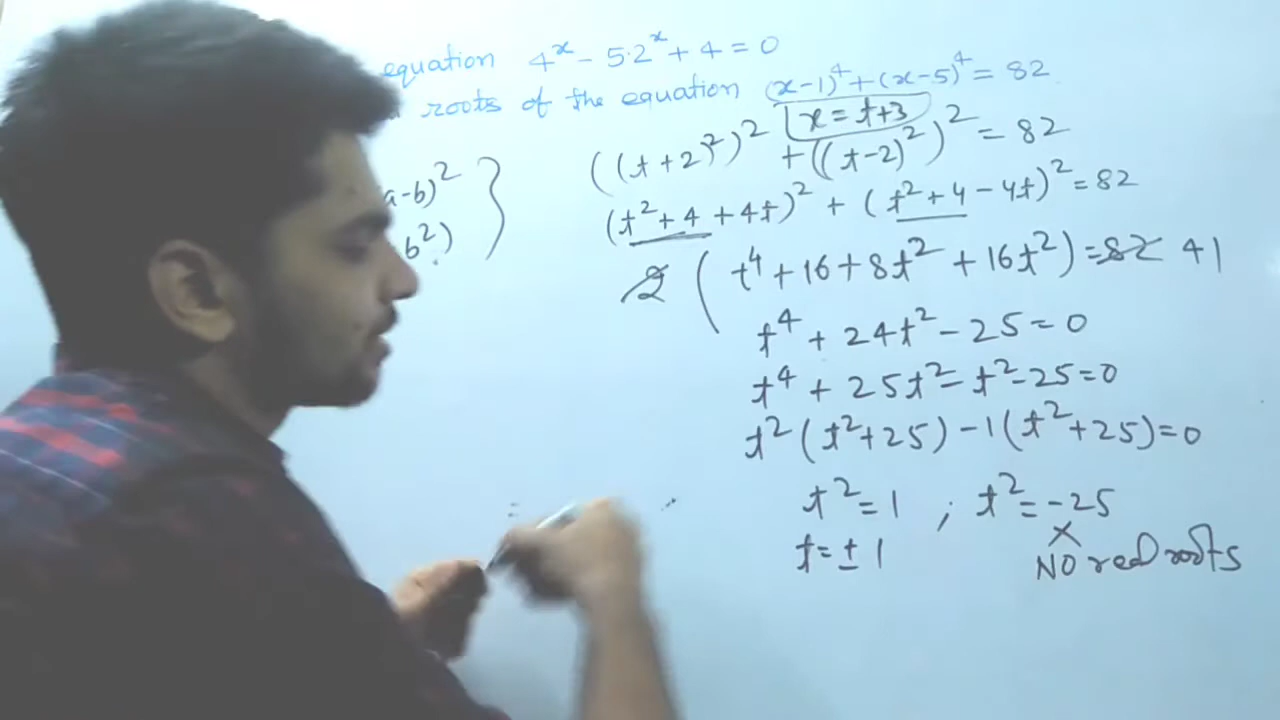 equation 4^x - 5·2^x + 4 = 0
roots of the equation (x-1)^4 + (x-5)^4 = 82
x = t+3
((t+2)^2)^2 + ((t-2)^2)^2 = 82
a-b)^2
b^2)
(t^2+4+4t)^2 + (t^2+4-4t)^2 = 82
2 (t^4+16+8t^2+16t^2) = 82 41
t^4 + 24t^2 - 25 = 0
t^4 + 25t^2 - t^2 - 25 = 0
t^2(t^2+25) - 1(t^2+25) = 0
t^2 = 1 ; t^2 = -25
t = ± 1 ×
NO real roots